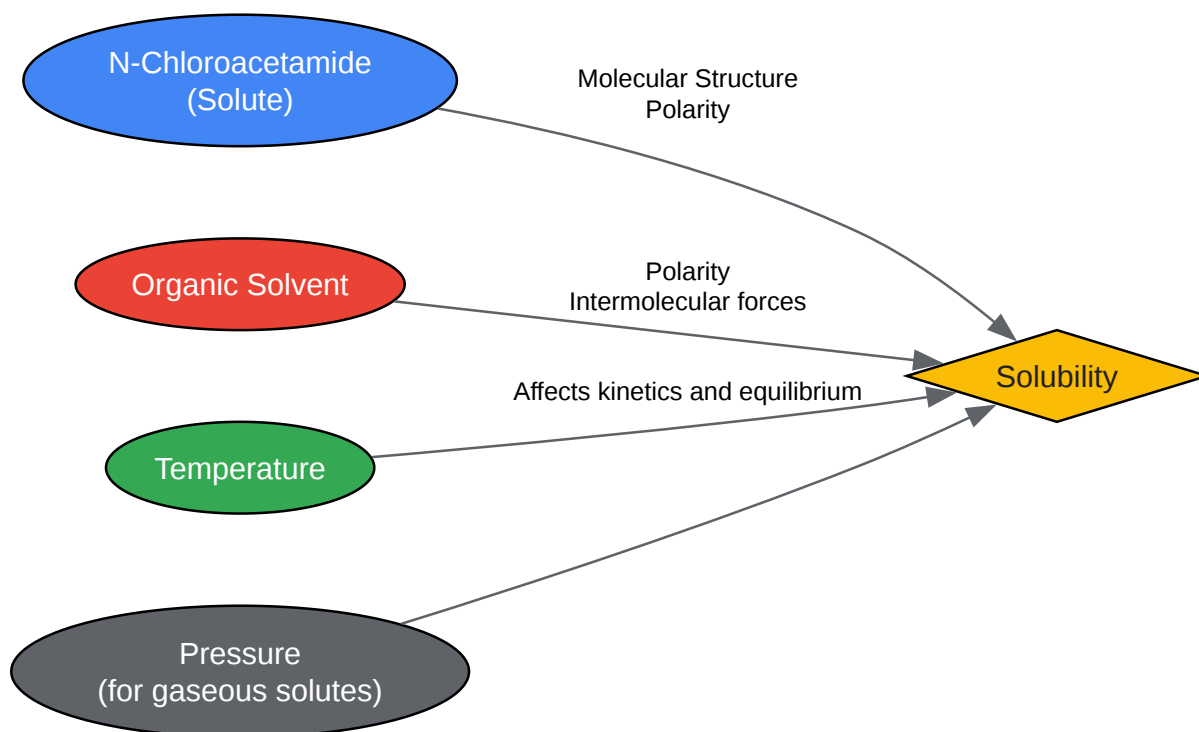 N-Chloroacetamide
(Solute)
Molecular Structure
Polarity
Organic Solvent
Polarity
Intermolecular forces
Solubility
Affects kinetics and equilibrium
Temperature
Pressure
(for gaseous solutes)